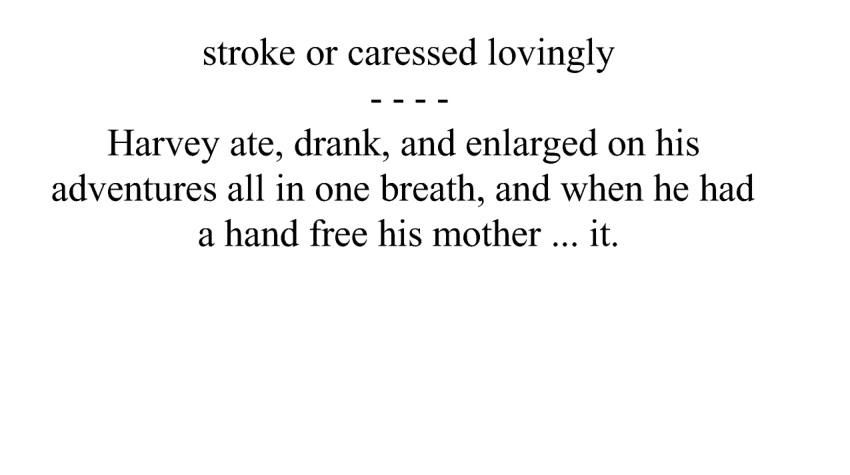 stroke or caressed lovingly
- - - -
Harvey ate, drank, and enlarged on his
adventures all in one breath, and when he had
a hand free his mother ... it.